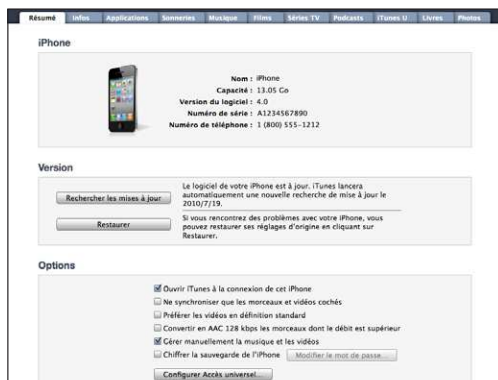 Résumé Infos Applications Sonneries Musique Films Séries TV Podcasts iTunes U Livres Photos
iPhone
Nom : iPhone
Capacité : 13.05 Go
Version du logiciel : 4.0
Numéro de série : A1234567890
Numéro de téléphone : 1 (800) 555-1212
Version
Rechercher les mises à jour
Le logiciel de votre iPhone est à jour. iTunes lancera
automatiquement une nouvelle recherche de mise à jour le
2010/7/19.
Restaurer
Si vous rencontrez des problèmes avec votre iPhone, vous
pouvez restaurer ses réglages d'origine en cliquant sur
Restaurer.
Options
Ouvrir iTunes à la connexion de cet iPhone
Ne synchroniser que les morceaux et vidéos cochés
Préférer les vidéos en définition standard
Convertir en AAC 128 kbps les morceaux dont le débit est supérieur
Gérer manuellement la musique et les vidéos
Chiffrer la sauvegarde de l'iPhone Modifier le mot de passe...
Configurer Accès universel...